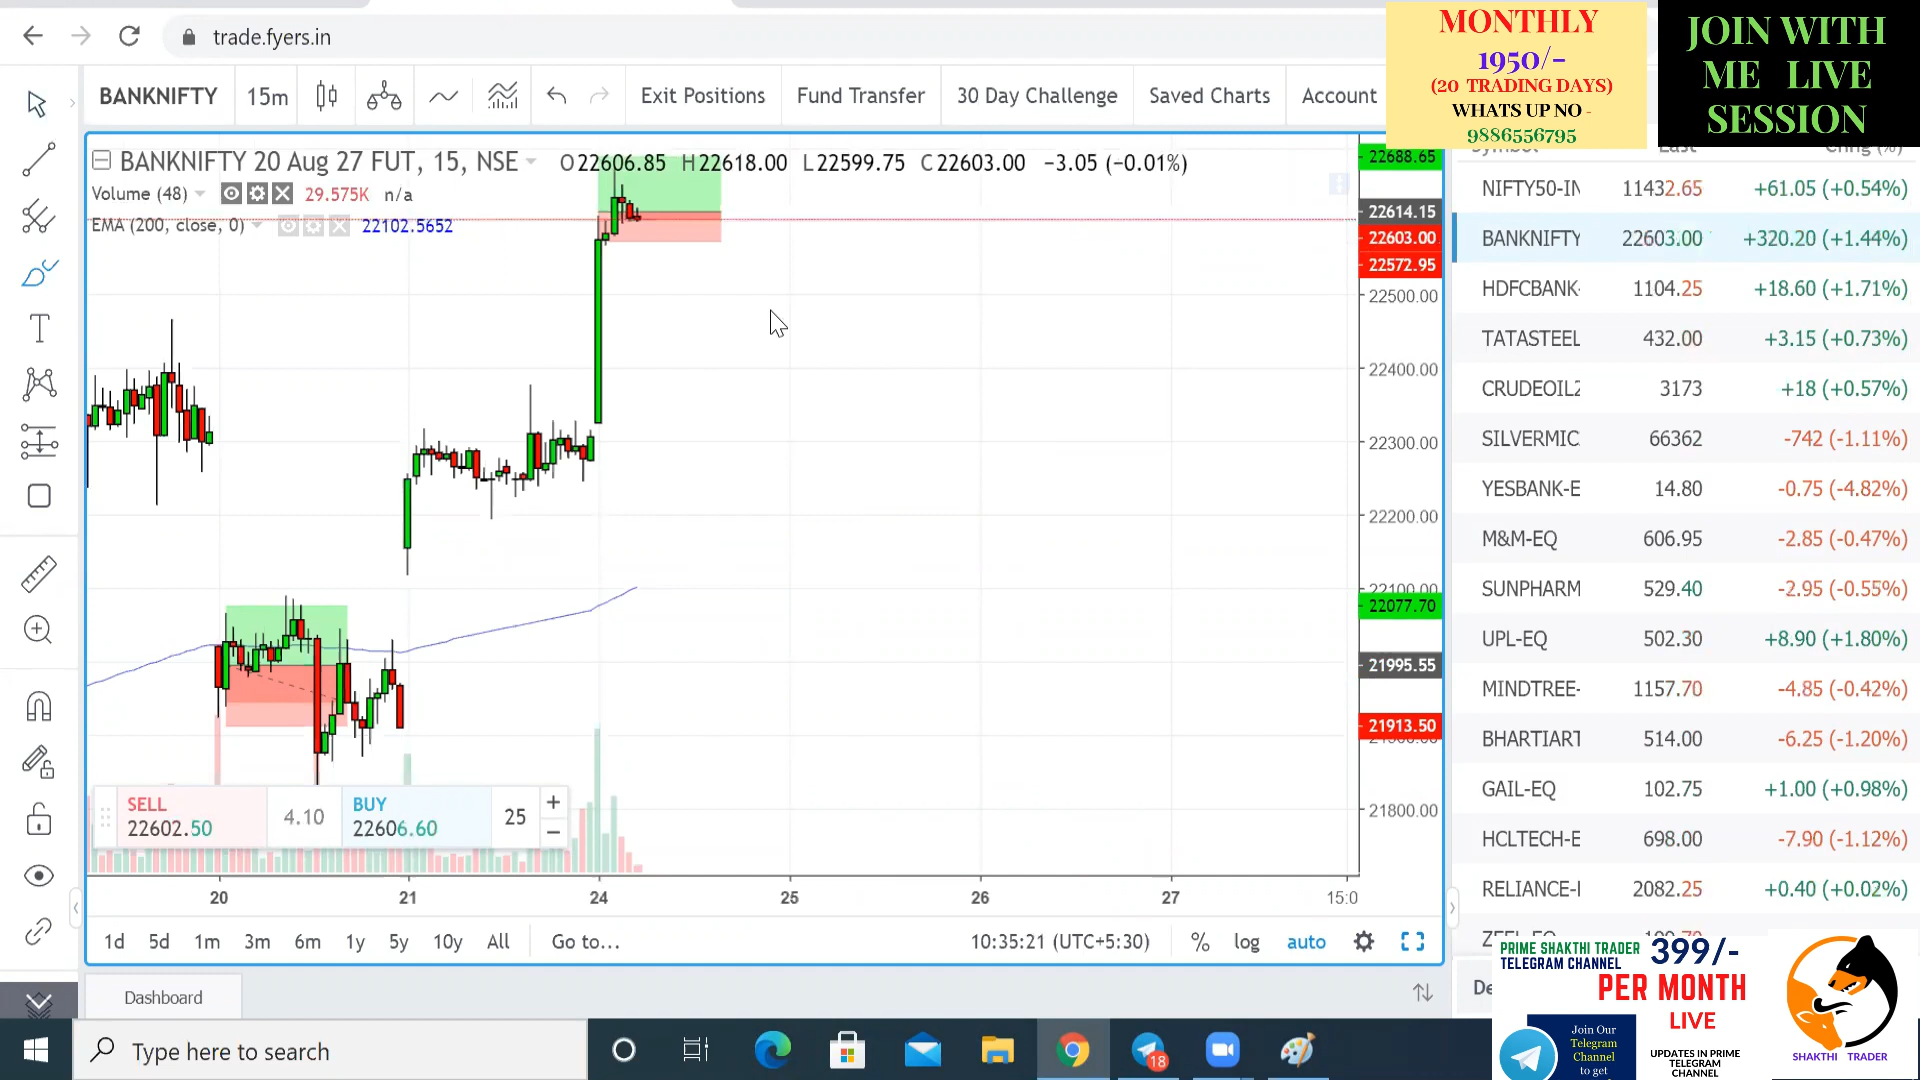 trade.fyers.in
MONTHLY
1950/-
(20 TRADING DAYS)
WHATS UP NO -
9886556795
JOIN WITH
ME LIVE
SESSION
BANKNIFTY
15m
Exit Positions
Fund Transfer
30 Day Challenge
Saved Charts
Account
BANKNIFTY 20 Aug 27 FUT, 15, NSE
O22606.85 H22618.00 L22599.75 C22603.00 −3.05 (−0.01%)
Volume (48)
29.575K n/a
EMA (200, close, 0)
22102.5652
22688.65
22614.15
22603.00
22572.95
22500.00
22400.00
22300.00
22200.00
22100.00
22077.70
21995.55
21913.50
21800.00
Symbol Last Chng (%)
NIFTY50-IN 11432.65 +61.05 (+0.54%)
BANKNIFTY 22603.00 +320.20 (+1.44%)
HDFCBANK- 1104.25 +18.60 (+1.71%)
TATASTEEL 432.00 +3.15 (+0.73%)
CRUDEOIL2 3173 +18 (+0.57%)
SILVERMIC 66362 -742 (-1.11%)
YESBANK-E 14.80 -0.75 (-4.82%)
M&M-EQ 606.95 -2.85 (-0.47%)
SUNPHARM 529.40 -2.95 (-0.55%)
UPL-EQ 502.30 +8.90 (+1.80%)
MINDTREE- 1157.70 -4.85 (-0.42%)
BHARTIART 514.00 -6.25 (-1.20%)
GAIL-EQ 102.75 +1.00 (+0.98%)
HCLTECH-E 698.00 -7.90 (-1.12%)
RELIANCE-I 2082.25 +0.40 (+0.02%)
SELL
22602.50
4.10
BUY
22606.60
25
+
−
20 21 24 25 26 27 15:0
1d 5d 1m 3m 6m 1y 5y 10y All Go to...
10:35:21 (UTC+5:30) % log auto
Dashboard
PRIME SHAKTHI TRADER
TELEGRAM CHANNEL
399/-
PER MONTH
LIVE
UPDATES IN PRIME
TELEGRAM
CHANNEL
Join Our
Telegram
Channel
to get
SHAKTHI TRADER
Type here to search
18